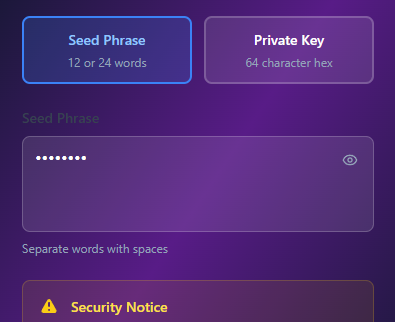 Seed Phrase
12 or 24 words
Private Key
64 character hex
Seed Phrase
••••••••
Separate words with spaces
Security Notice